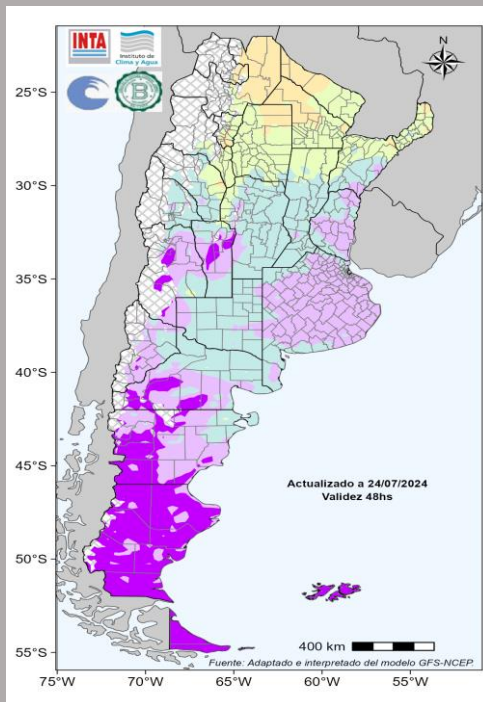 INTA
Instituto de
Clima y Agua
B
N
25°S
30°S
35°S
40°S
45°S
50°S
55°S
Actualizado a 24/07/2024
Validez 48hs
400 km
Fuente: Adaptado e interpretado del modelo GFS-NCEP.
75°W
70°W
65°W
60°W
55°W